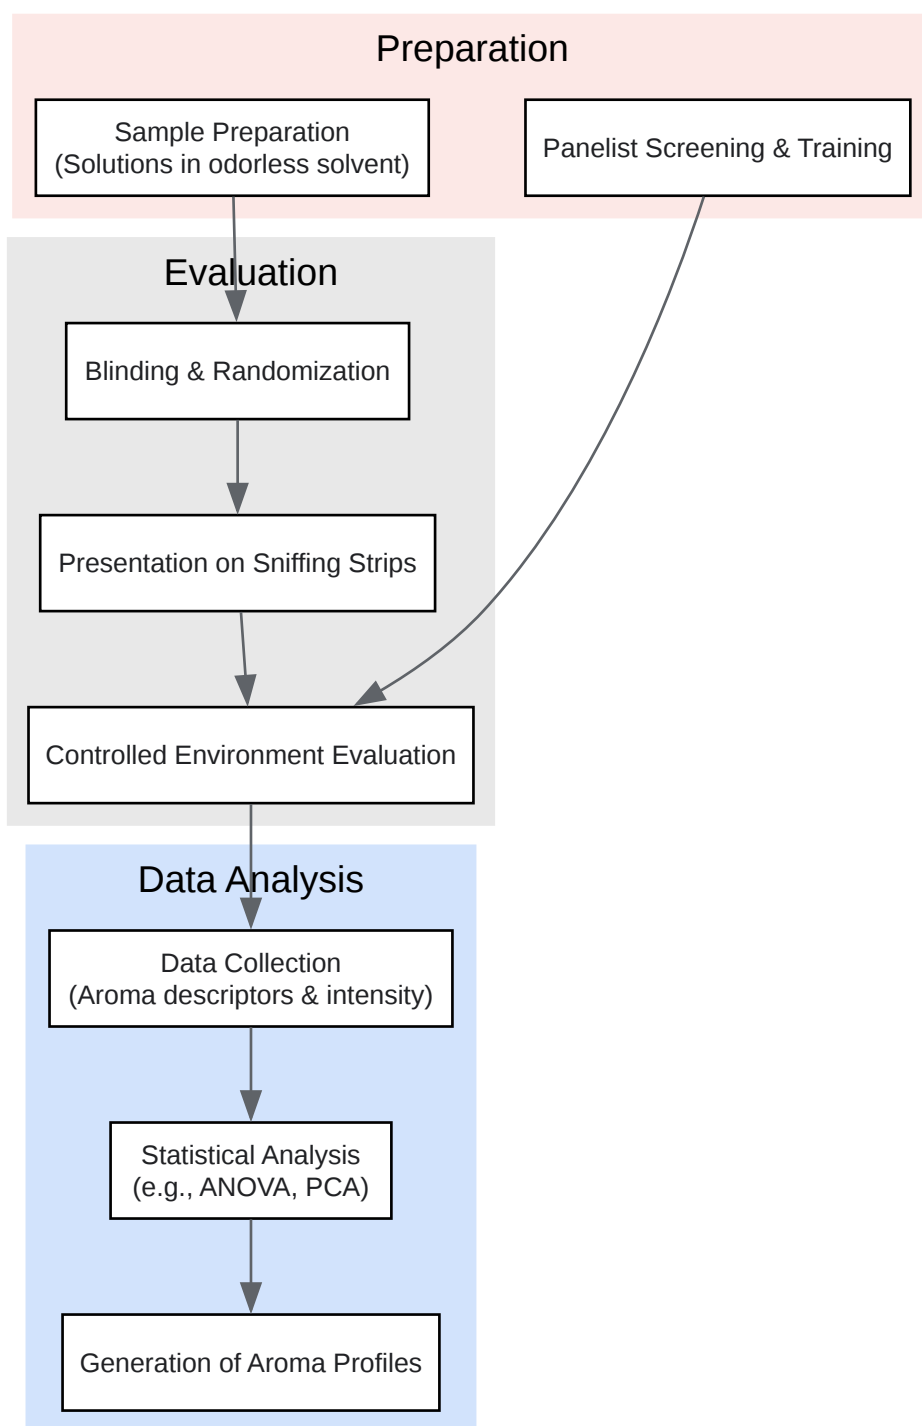 Preparation
Sample Preparation
(Solutions in odorless solvent)
Panelist Screening & Training
Evaluation
Blinding & Randomization
Presentation on Sniffing Strips
Controlled Environment Evaluation
Data Analysis
Data Collection
(Aroma descriptors & intensity)
Statistical Analysis
(e.g., ANOVA, PCA)
Generation of Aroma Profiles